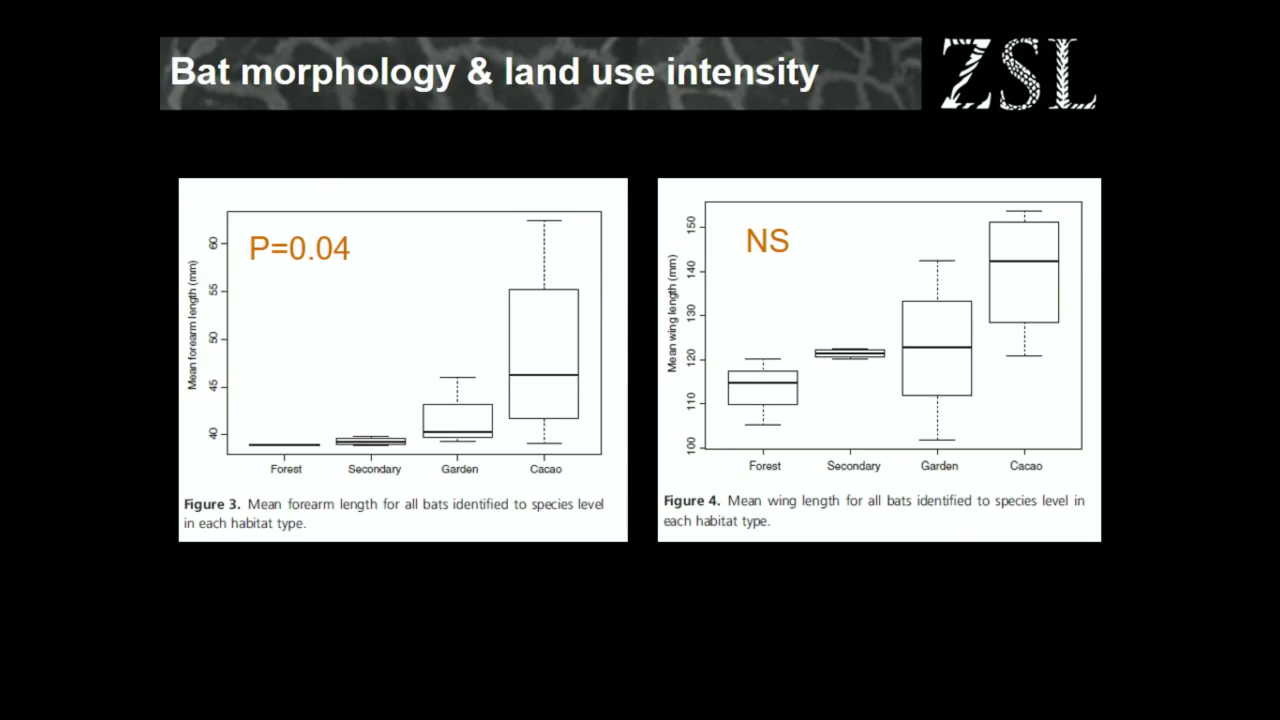 Bat morphology & land use intensity
ZSL
P=0.04
Mean forearm length (mm)
60
55
50
45
40
Forest Secondary Garden Cacao
Figure 3. Mean forearm length for all bats identified to species level
in each habitat type.
NS
Mean wing length (mm)
150
140
130
120
110
100
Forest Secondary Garden Cacao
Figure 4. Mean wing length for all bats identified to species level in
each habitat type.